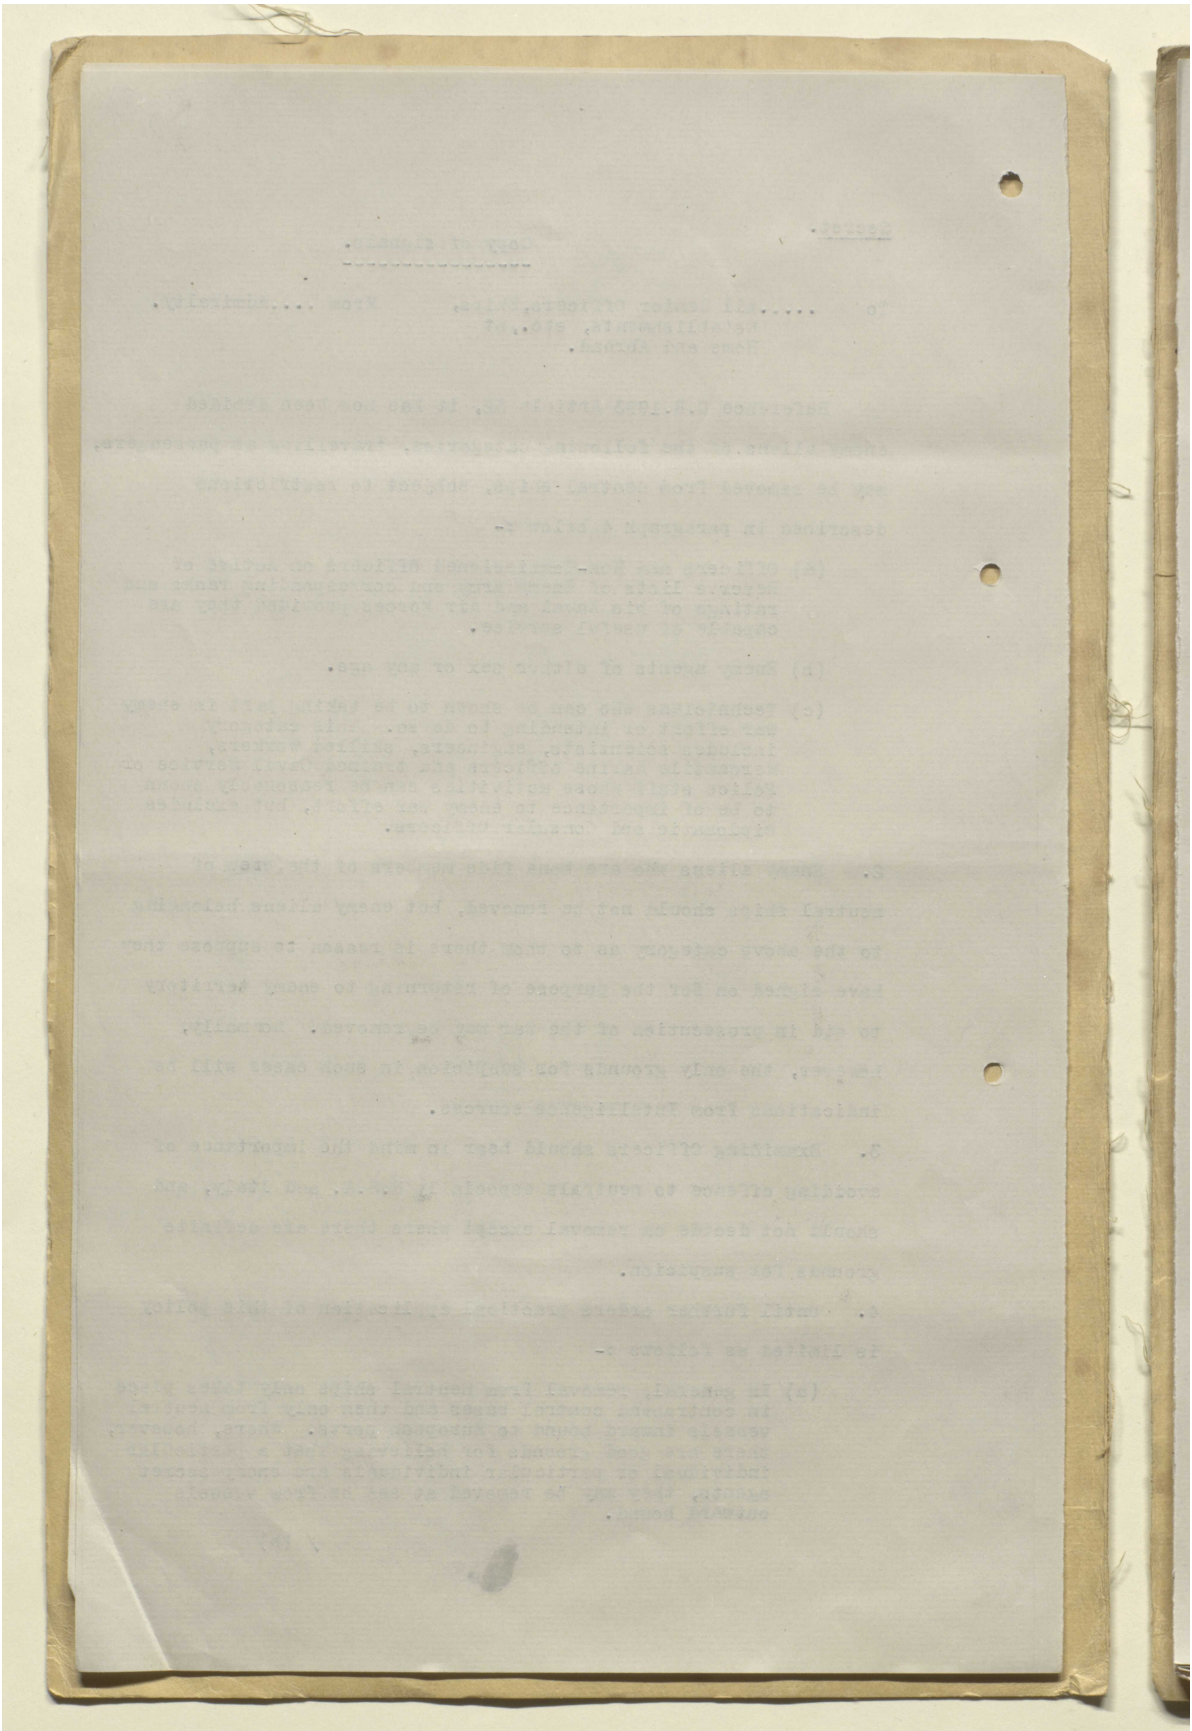 Secret.
Copy of signal.
To ..... All Senior Officers, Ships, From ....Admiralty.
Establishments, etc., at
Home and Abroad.
Reference C.B.1993 Article 52, it has now been decided
enemy aliens of the following categories, travelling as passengers,
may be removed from neutral ships, subject to restrictions
described in paragraph 4 below :-
(a) Officers and Non-Commissioned Officers on Active or
Reserve lists of enemy army and corresponding ranks and
ratings of his Naval and Air Forces provided they are
capable of useful service.
(b) Enemy agents of either sex or any age.
(c) Technicians who can be shown to be taking part in enemy
war effort or intending to do so. This category
includes scientists, engineers, skilled workers,
mercantile marine officers and trained Civil Service or
Police staff whose activities can be reasonably shown
to be of importance to enemy war effort, but excludes
Diplomatic and Consular Officers.
2. Enemy aliens who are bona fide members of the crew of
neutral ships should not be removed, but enemy aliens belonging
to the above category as to whom there is reason to suppose they
have signed on for the purpose of returning to enemy territory
to aid in prosecution of the war may be removed. Normally,
however, the only grounds for suspicion in such cases will be
indications from Intelligence sources.
3. Examining Officers should bear in mind the importance of
avoiding offence to neutrals especially U.S.A. and Italy, and
should not decide on removal except where there are definite
grounds for suspicion.
4. Until further orders practical application of this policy
is limited as follows :-
(a) In general, removal from neutral ships only takes place
in contraband control bases and then only from neutral
vessels inward bound to European ports. Where, however,
there are good grounds for believing that a particular
individual or particular individuals are enemy secret
agents, they may be removed at sea or from vessels
outward bound.
/ (b)